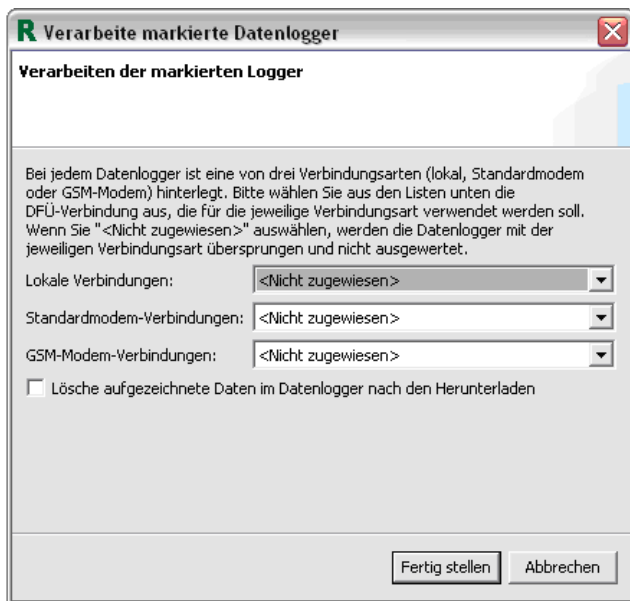 R Verarbeite markierte Datenlogger
Verarbeiten der markierten Logger
Bei jedem Datenlogger ist eine von drei Verbindungsarten (lokal, Standardmodem
oder GSM-Modem) hinterlegt. Bitte wählen Sie aus den Listen unten die
DFÜ-Verbindung aus, die für die jeweilige Verbindungsart verwendet werden soll.
Wenn Sie "<Nicht zugewiesen>" auswählen, werden die Datenlogger mit der
jeweiligen Verbindungsart übersprungen und nicht ausgewertet.
Lokale Verbindungen: <Nicht zugewiesen>
Standardmodem-Verbindungen: <Nicht zugewiesen>
GSM-Modem-Verbindungen: <Nicht zugewiesen>
Lösche aufgezeichnete Daten im Datenlogger nach den Herunterladen
Fertig stellen Abbrechen